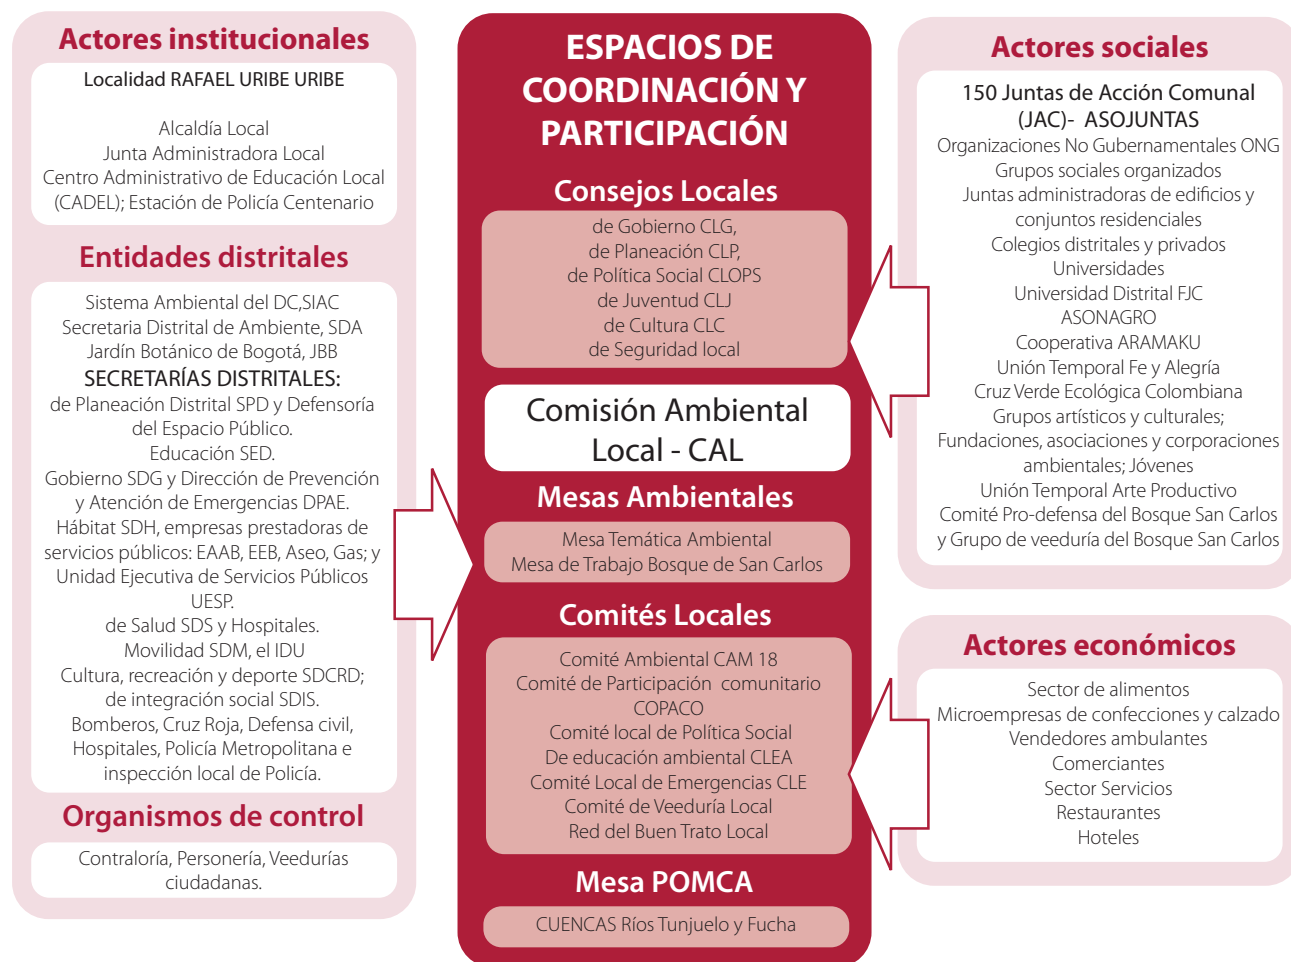 Actores institucionales
Localidad RAFAEL URIBE URIBE
Alcaldía Local
Junta Administradora Local
Centro Administrativo de Educación Local
(CADEL); Estación de Policía Centenario
Entidades distritales
Sistema Ambiental del DC,SIAC
Secretaria Distrital de Ambiente, SDA
Jardín Botánico de Bogotá, JBB
SECRETARÍAS DISTRITALES:
de Planeación Distrital SPD y Defensoría
del Espacio Público.
Educación SED.
Gobierno SDG y Dirección de Prevención
y Atención de Emergencias DPAE.
Hábitat SDH, empresas prestadoras de
servicios públicos: EAAB, EEB, Aseo, Gas; y
Unidad Ejecutiva de Servicios Públicos
UESP.
de Salud SDS y Hospitales.
Movilidad SDM, el IDU
Cultura, recreación y deporte SDCRD;
de integración social SDIS.
Bomberos, Cruz Roja, Defensa civil,
Hospitales, Policía Metropolitana e
inspección local de Policía.
Organismos de control
Contraloría, Personería, Veedurías
ciudadanas.
ESPACIOS DE
COORDINACIÓN Y
PARTICIPACIÓN
Consejos Locales
de Gobierno CLG,
de Planeación CLP,
de Política Social CLOPS
de Juventud CLJ
de Cultura CLC
de Seguridad local
Comisión Ambiental
Local - CAL
Mesas Ambientales
Mesa Temática Ambiental
Mesa de Trabajo Bosque de San Carlos
Comités Locales
Comité Ambiental CAM 18
Comité de Participación comunitario
COPACO
Comité local de Política Social
De educación ambiental CLEA
Comité Local de Emergencias CLE
Comité de Veeduría Local
Red del Buen Trato Local
Mesa POMCA
CUENCAS Ríos Tunjuelo y Fucha
Actores sociales
150 Juntas de Acción Comunal
(JAC)- ASOJUNTAS
Organizaciones No Gubernamentales ONG
Grupos sociales organizados
Juntas administradoras de edificios y
conjuntos residenciales
Colegios distritales y privados
Universidades
Universidad Distrital FJC
ASONAGRO
Cooperativa ARAMAKU
Unión Temporal Fe y Alegría
Cruz Verde Ecológica Colombiana
Grupos artísticos y culturales;
Fundaciones, asociaciones y corporaciones
ambientales; Jóvenes
Unión Temporal Arte Productivo
Comité Pro-defensa del Bosque San Carlos
y Grupo de veeduría del Bosque San Carlos
Actores económicos
Sector de alimentos
Microempresas de confecciones y calzado
Vendedores ambulantes
Comerciantes
Sector Servicios
Restaurantes
Hoteles